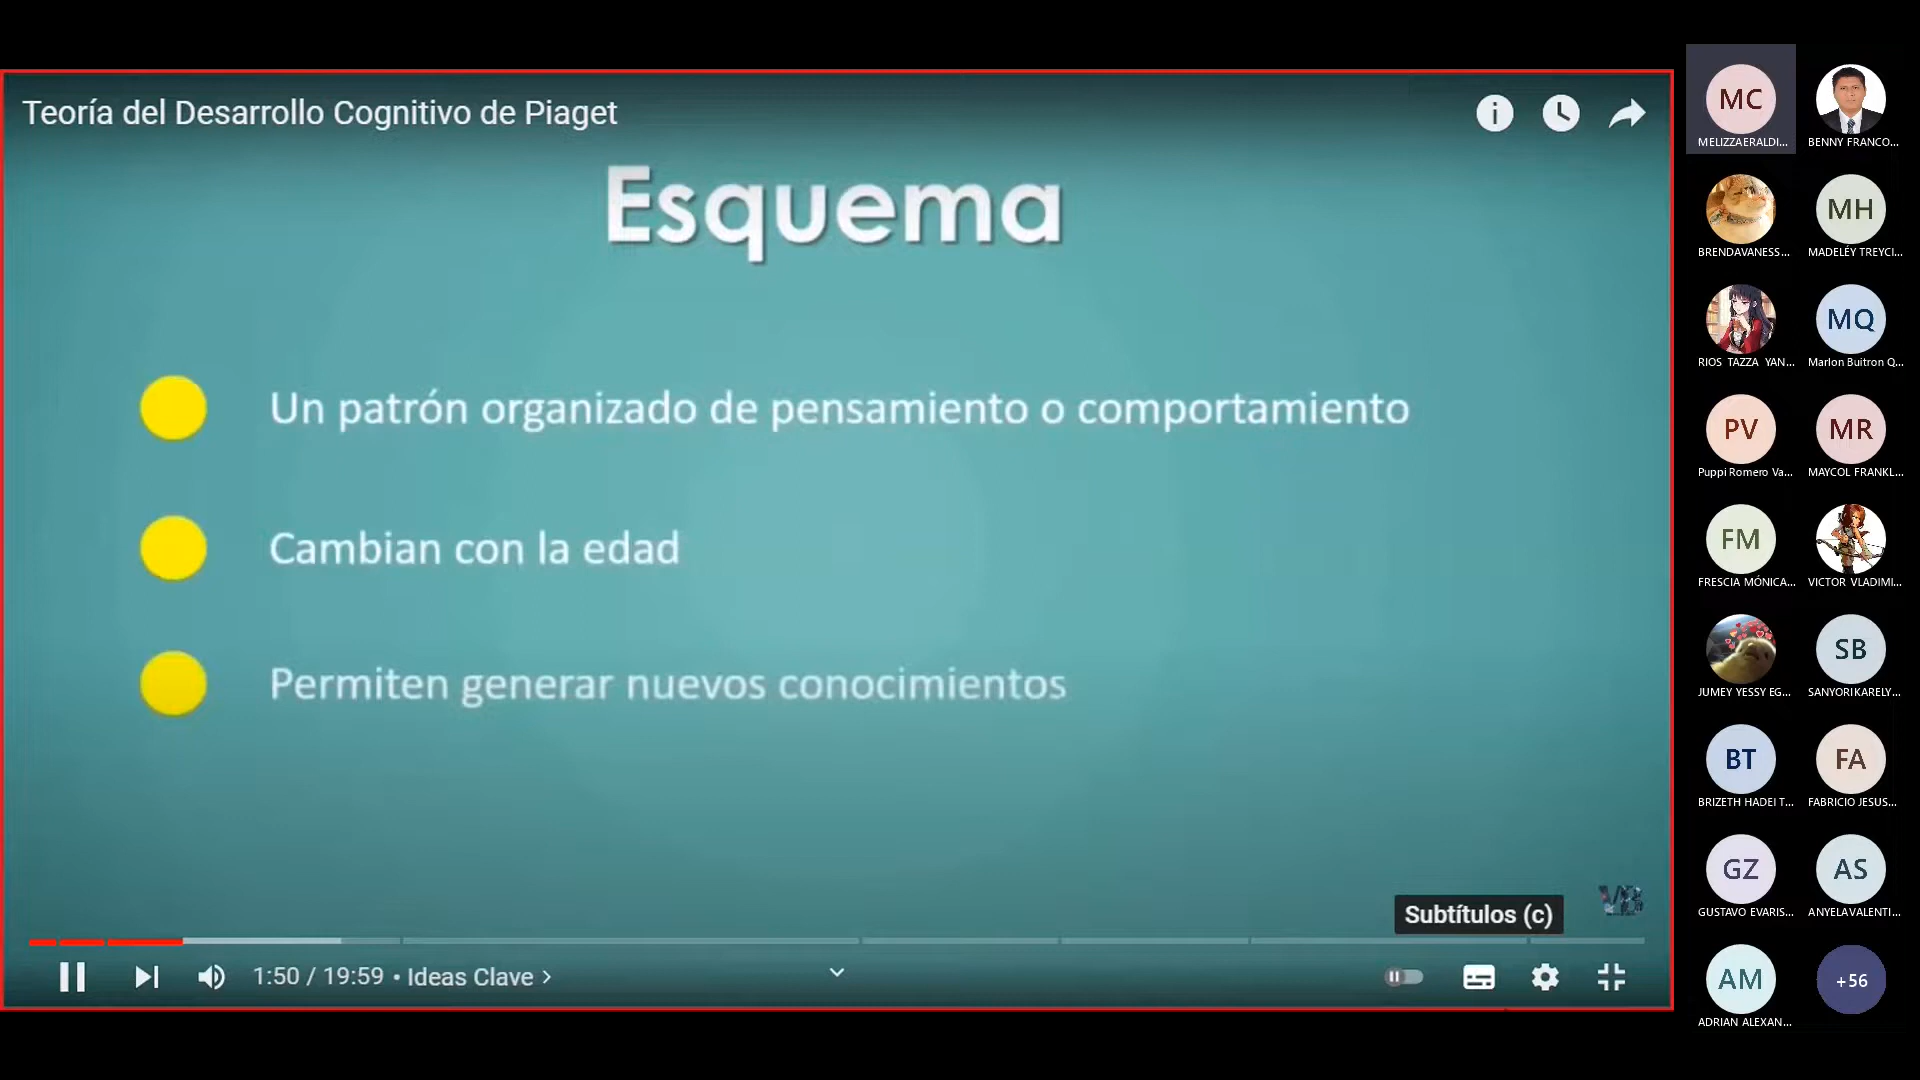 Teoría del Desarrollo Cognitivo de Piaget
Esquema
Un patrón organizado de pensamiento o comportamiento
Cambian con la edad
Permiten generar nuevos conocimientos
Subtítulos (c)
1:50 / 19:59 • Ideas Clave >
MC
MELIZZAERALDI...
BENNY FRANCO...
BRENDAVANESS...
MH
MADELÉY TREYCI...
RIOS TAZZA YAN...
MQ
Marlon Buitron Q...
PV
Puppi Romero Va...
MR
MAYCOL FRANKL...
FM
FRESCIA MÓNICA...
VICTOR VLADIMI...
JUMEY YESSY EG...
SB
SANYORIKARELY...
BT
BRIZETH HADEI T...
FA
FABRICIO JESUS...
GZ
GUSTAVO EVARIS...
AS
ANYELAVALENTI...
AM
ADRIAN ALEXAN...
+56